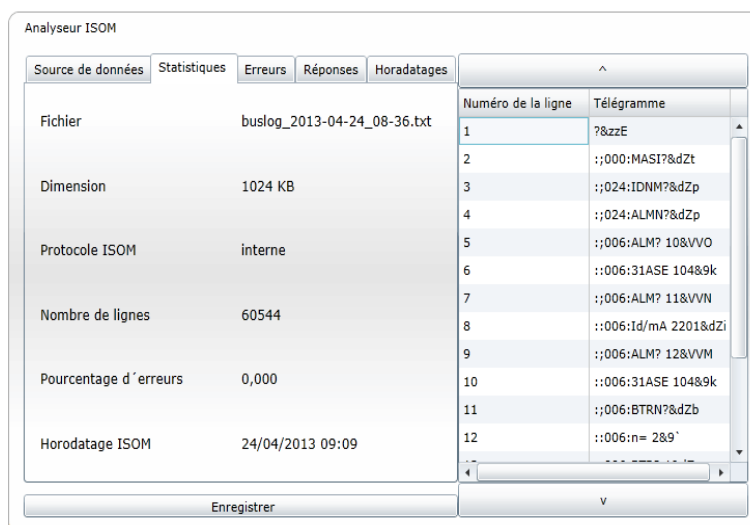 Analyseur ISOM
Source de données Statistiques Erreurs Réponses Horadatages
Fichier buslog_2013-04-24_08-36.txt
Dimension 1024 KB
Protocole ISOM interne
Nombre de lignes 60544
Pourcentage d´erreurs 0,000
Horodatage ISOM 24/04/2013 09:09
Enregistrer
^
Numéro de la ligne Télégramme
1 ?&zzE
2 :;000:MASI?&dZt
3 :;024:IDNM?&dZp
4 :;024:ALMN?&dZp
5 :;006:ALM? 10&VVO
6 ::006:31ASE 104&9k
7 :;006:ALM? 11&VVN
8 ::006:Id/mA 2201&dZi
9 :;006:ALM? 12&VVM
10 ::006:31ASE 104&9k
11 :;006:BTRN?&dZb
12 ::006:n= 2&9`
v